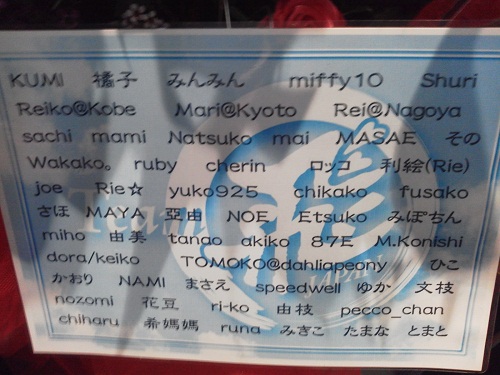 KUMI 橘子 みんみん miffy10 Shuri
Reiko@Kobe Mari@Kyoto Rei@Nagoya
sachi mami Natsuko mai MASAE その
Wakako。 ruby cherin ロッコ 利絵(Rie)
joe Rie☆ yuko925 chikako fusako
さほ MAYA 亞由 NOE Etsuko みぽちん
miho 由美 tanao akiko 87E M.Konishi
dora/keiko TOMOKO@dahliapeony ひこ
かおり NAMI まさえ speedwell ゆか 文枝
nozomi 花豆 ri-ko 由枝 pecco_chan
chiharu 希媽媽 runa みぎこ たまな とまと
Team